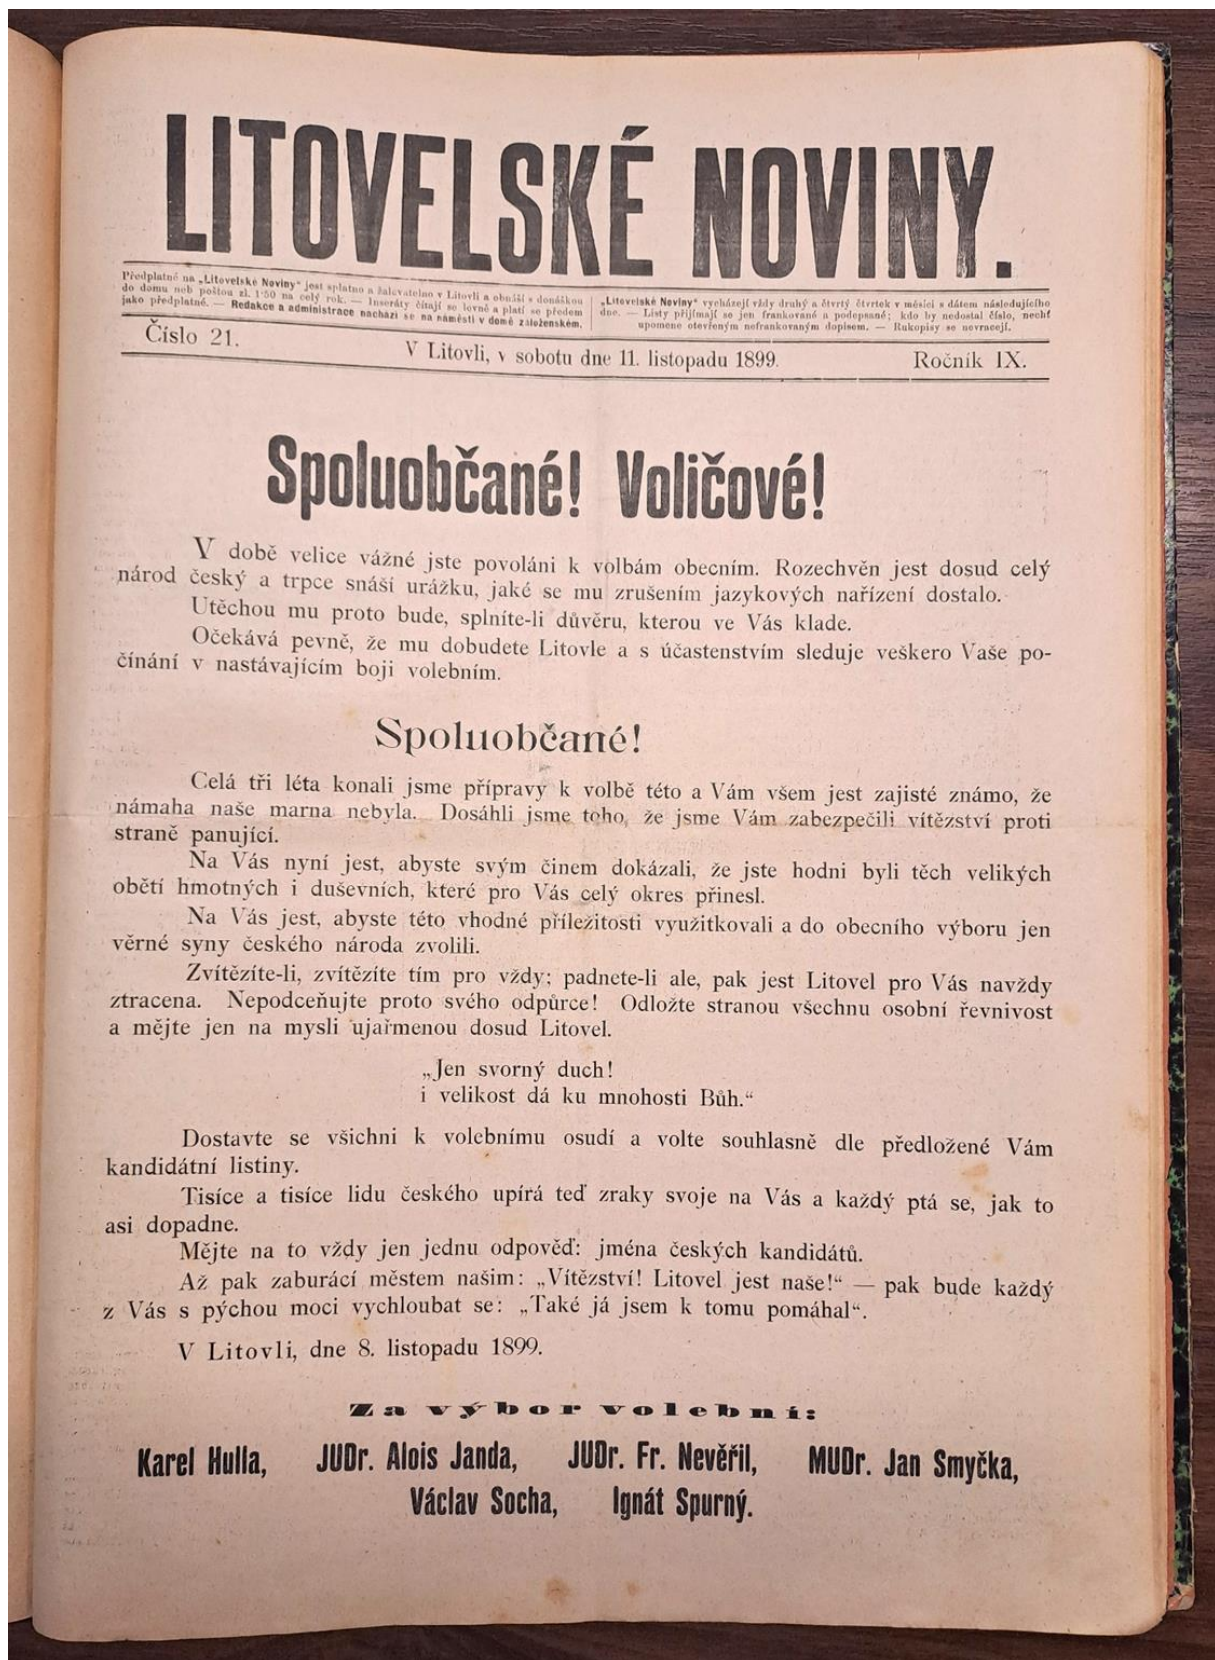 LITOVELSKÉ NOVINY.
Předplatné na „Litovelské Noviny“ jest splatno a žalovatelno v Litovli a obnáší s donáškou
do domu neb poštou zl. 1·50 na celý rok. — Inseráty čítají se levně a platí se předem
jako předplatné. — Redakce a administrace nachází se na náměstí v domě záloženském.
„Litovelské Noviny“ vycházejí vždy druhý a čtvrtý čtvrtek v měsíci s dátem následujícího
dne. — Listy přijímají se jen frankované a podepsané; kdo by nedostal číslo, nechť
upomene otevřeným nefrankovaným dopisem. — Rukopisy se nevracejí.
Číslo 21.
V Litovli, v sobotu dne 11. listopadu 1899.
Ročník IX.
Spoluobčané! Voličové!
V době velice vážné jste povoláni k volbám obecním. Rozechvěn jest dosud celý
národ český a trpce snáší urážku, jaké se mu zrušením jazykových nařízení dostalo.
Útěchou mu proto bude, splníte-li důvěru, kterou ve Vás klade.
Očekává pevně, že mu dobudete Litovle a s účastenstvím sleduje veškero Vaše po-
čínání v nastávajícím boji volebním.
Spoluobčané!
Celá tři léta konali jsme přípravy k volbě této a Vám všem jest zajisté známo, že
námaha naše marna nebyla. Dosáhli jsme toho, že jsme Vám zabezpečili vítězství proti
straně panující.
Na Vás nyní jest, abyste svým činem dokázali, že jste hodni byli těch velikých
obětí hmotných i duševních, které pro Vás celý okres přinesl.
Na Vás jest, abyste této vhodné příležitosti využitkovali a do obecního výboru jen
věrné syny českého národa zvolili.
Zvítězíte-li, zvítězíte tím pro vždy; padnete-li ale, pak jest Litovel pro Vás navždy
ztracena. Nepodceňujte proto svého odpůrce! Odložte stranou všechnu osobní řevnivost
a mějte jen na mysli ujařmenou dosud Litovel.
„Jen svorný duch!
i velikost dá ku mnohosti Bůh.“
Dostavte se všichni k volebnímu osudí a volte souhlasně dle předložené Vám
kandidátní listiny.
Tisíce a tisíce lidu českého upírá teď zraky svoje na Vás a každý ptá se, jak to
asi dopadne.
Mějte na to vždy jen jednu odpověď: jména českých kandidátů.
Až pak zaburácí městem našim: „Vítězství! Litovel jest naše!“ — pak bude každý
z Vás s pýchou moci vychloubat se: „Také já jsem k tomu pomáhal“.
V Litovli, dne 8. listopadu 1899.
Za výbor volební:
Karel Hulla, JUDr. Alois Janda, JUDr. Fr. Nevěřil, MUDr. Jan Smyčka,
Václav Socha, Ignát Spurný.